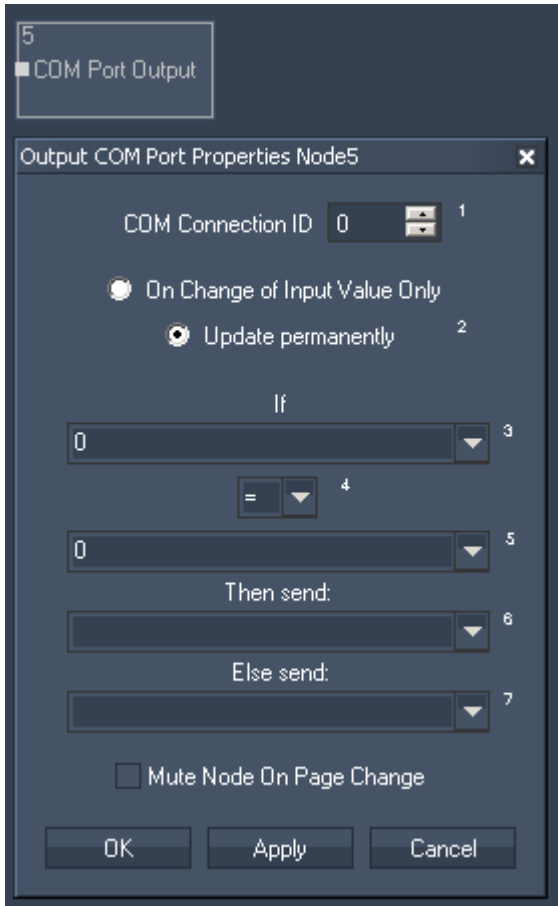 5
COM Port Output
Output COM Port Properties Node5
COM Connection ID 0 1
On Change of Input Value Only
Update permanently 2
If
0 3
= 4
0 5
Then send:
6
Else send:
7
Mute Node On Page Change
OK Apply Cancel